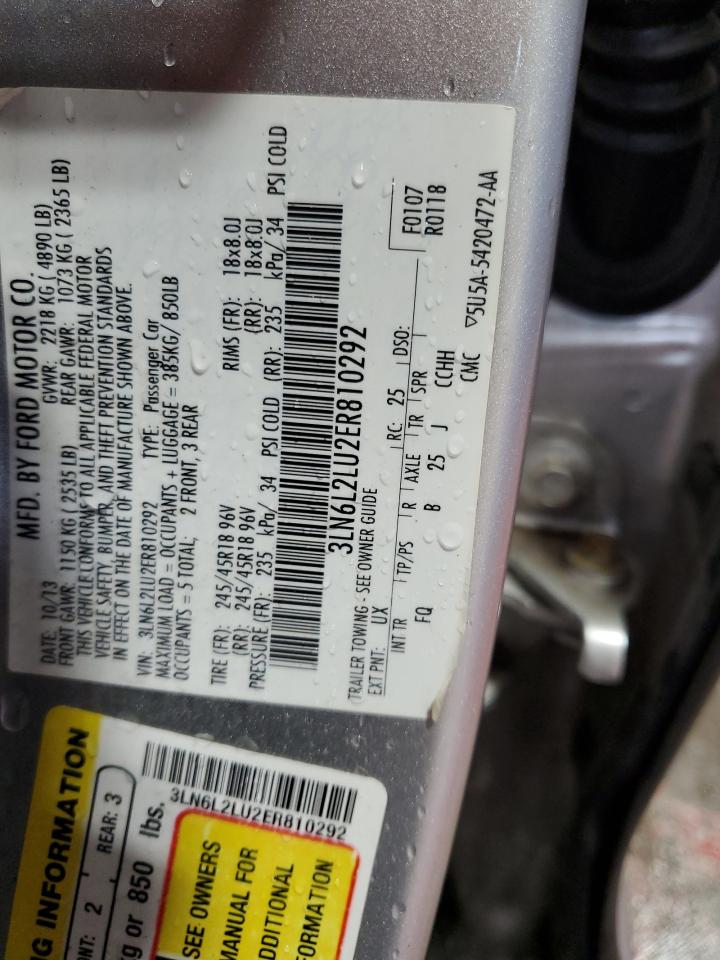 MFD. BY FORD MOTOR CO.
DATE: 10/13 GVWR: 2218 KG ( 4890 LB)
FRONT GAWR: 1150 KG ( 2535 LB) REAR GAWR: 1073 KG ( 2365 LB)
THIS VEHICLE CONFORMS TO ALL APPLICABLE FEDERAL MOTOR
VEHICLE SAFETY, BUMPER, AND THEFT PREVENTION STANDARDS
IN EFFECT ON THE DATE OF MANUFACTURE SHOWN ABOVE.
VIN: 3LN6L2LU2ER810292 TYPE: Passenger Car
MAXIMUM LOAD = OCCUPANTS + LUGGAGE = 385KG/ 850LB
OCCUPANTS = 5 TOTAL; 2 FRONT, 3 REAR
TIRE (FR): 245/45R18 96V RIMS (FR): 18x8.0J
(RR): 245/45R18 96V (RR): 18x8.0J
PRESSURE (FR): 235 kPa/ 34 PSI COLD (RR): 235 kPa/ 34 PSI COLD
3LN6L2LU2ER810292
TRAILER TOWING - SEE OWNER GUIDE
EXT PNT: UX RC: 25 DSO: F0107
INT TR TP/PS R AXLE TR SPR R0118
FQ B 25 J CCHH
CMC ▽5U5A-5420472-AA
G INFORMATION
ONT: 2 REAR: 3
kg or 850 lbs.
3LN6L2LU2ER810292
SEE OWNERS
MANUAL FOR
ADDITIONAL
FORMATION